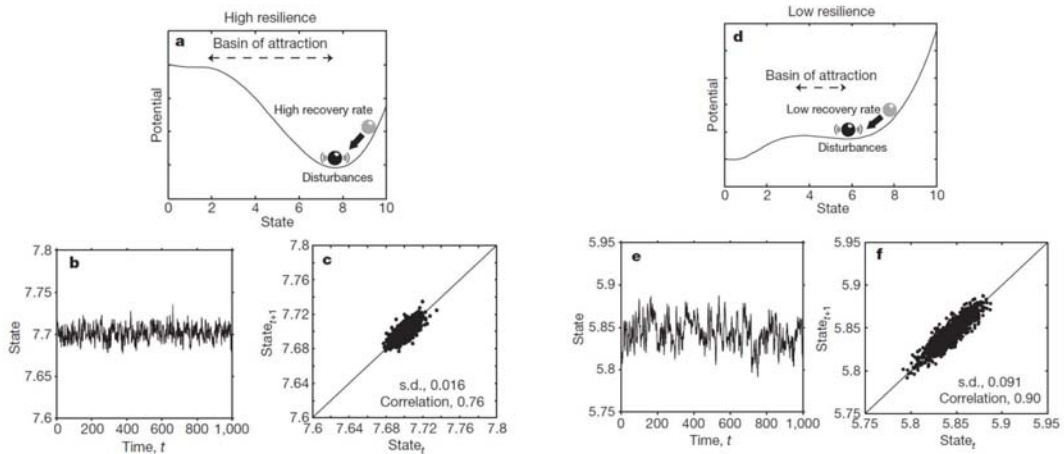 High resilience
a
Basin of attraction
High recovery rate
Disturbances
Potential
0 2 4 6 8 10
State
b
7.8
7.75
7.7
7.65
7.6
State
0 200 400 600 800 1,000
Time, t
c
7.8
7.76
7.72
7.68
7.64
7.6
State t+1
s.d., 0.016
Correlation, 0.76
7.6 7.64 7.68 7.72 7.76 7.8
State t
Low resilience
d
Basin of attraction
Low recovery rate
Disturbances
Potential
0 2 4 6 8 10
State
e
5.95
5.9
5.85
5.8
5.75
State
0 200 400 600 800 1,000
Time, t
f
5.95
5.9
5.85
5.8
5.75
State t+1
s.d., 0.091
Correlation, 0.90
5.75 5.8 5.85 5.9 5.95
State t